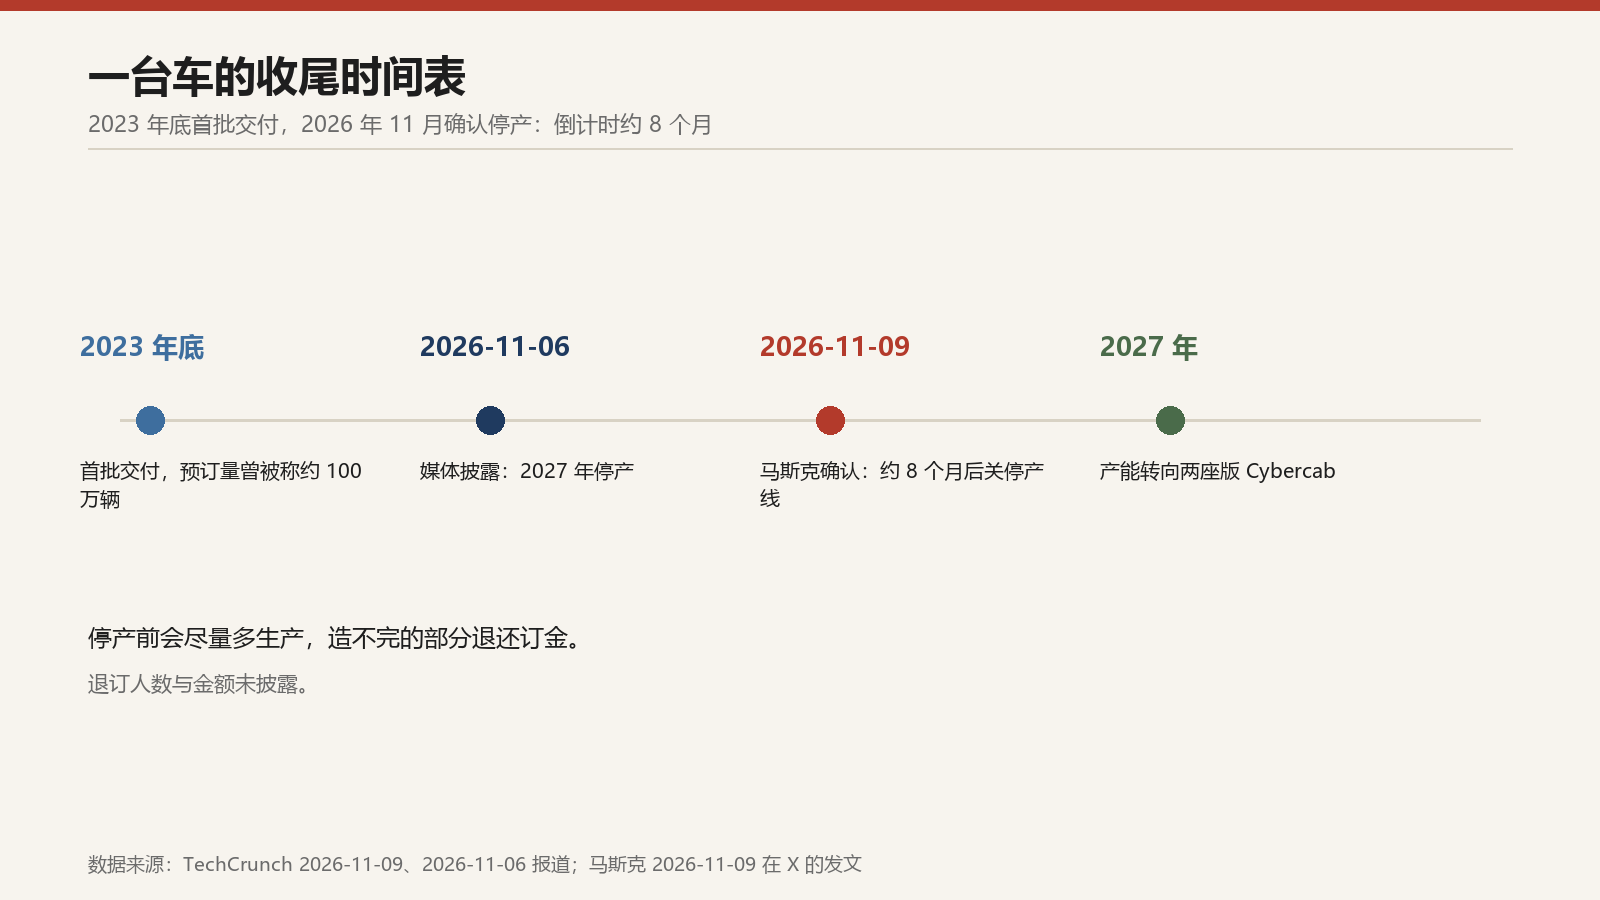 一台车的收尾时间表
2023 年底首批交付，2026 年 11 月确认停产：倒计时约 8 个月
2023 年底
2026-11-06
2026-11-09
2027 年
首批交付，预订量曾被称约 100
万辆
媒体披露：2027 年停产
马斯克确认：约 8 个月后关停产
线
产能转向两座版 Cybercab
停产前会尽量多生产，造不完的部分退还订金。
退订人数与金额未披露。
数据来源：TechCrunch 2026-11-09、2026-11-06 报道；马斯克 2026-11-09 在 X 的发文